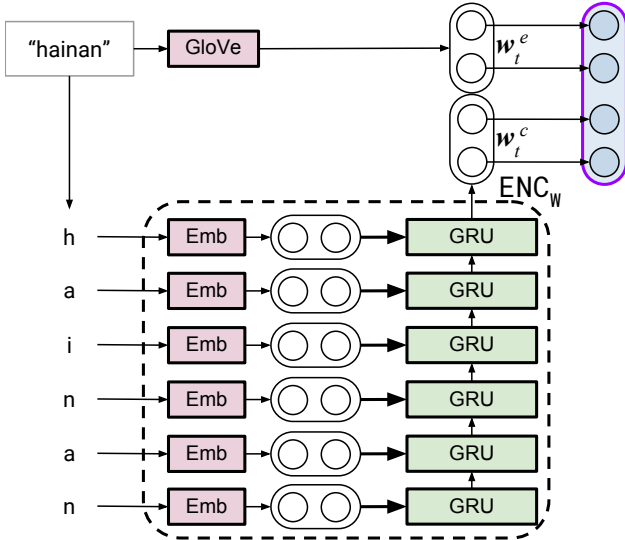 “hainan” GloVe
w_t^e
w_t^c
ENC_W
h Emb GRU
a Emb GRU
i Emb GRU
n Emb GRU
a Emb GRU
n Emb GRU